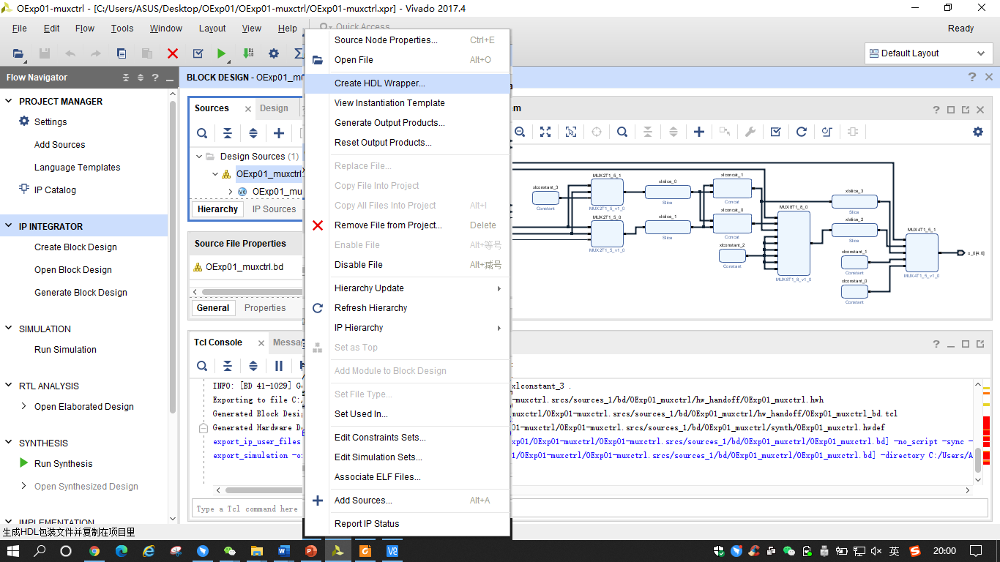 OExp01-muxctrl - [C:/Users/ASUS/Desktop/OExp01/OExp01-muxctrl/OExp01-muxctrl.xpr] - Vivado 2017.4
File Edit Flow Tools Window Layout View Help Quick Access
Ready
Default Layout
Flow Navigator
PROJECT MANAGER
Settings
Add Sources
Language Templates
IP Catalog
IP INTEGRATOR
Create Block Design
Open Block Design
Generate Block Design
SIMULATION
Run Simulation
RTL ANALYSIS
Open Elaborated Design
SYNTHESIS
Run Synthesis
Open Synthesized Design
IMPLEMENTATION
生成HDL包装文件并复制在项目里
BLOCK DESIGN - OExp01_m
Sources Design
Design Sources (1)
OExp01_muxctrl
OExp01_mu
Hierarchy IP Sources
Source File Properties
OExp01_muxctrl.bd
General Properties
Source Node Properties... Ctrl+E
Open File Alt+O
Create HDL Wrapper...
View Instantiation Template
Generate Output Products...
Reset Output Products...
Replace File...
Copy File Into Project
Copy All Files Into Project Alt+I
Remove File from Project... Delete
Enable File Alt+等号
Disable File Alt+减号
Hierarchy Update
Refresh Hierarchy
IP Hierarchy
Set as Top
Add Module to Block Design
Set File Type...
Set Used In...
Edit Constraints Sets...
Edit Simulation Sets...
Associate ELF Files...
Add Sources... Alt+A
Report IP Status
m
xlconstant_3
Constant
MUX2T1_5_1
MUX2T1_5_v1_0
MUX2T1_5_0
MUX2T1_5_v1_0
xlslice_0
Slice
xlslice_1
Slice
xlconcat_1
Concat
xlconcat_0
Concat
xlconstant_2
Constant
MUX8T1_8_0
MUX8T1_8_v1_0
xlslice_3
Slice
xlslice_2
Slice
xlconstant_1
Constant
xlconstant_0
Constant
MUX4T1_5_1
MUX4T1_5_v1_0
o_0[4:0]
Tcl Console Messa
INFO: [BD 41-1029] G xlconstant_3 .
Exporting to file C: -muxctrl.srcs/sources_1/bd/OExp01_muxctrl/hw_handoff/OExp01_muxctrl.hwh
Generated Block Desi muxctrl/OExp01-muxctrl.srcs/sources_1/bd/OExp01_muxctrl/hw_handoff/OExp01_muxctrl_bd.tcl
Generated Hardware D OExp01-muxctrl.srcs/sources_1/bd/OExp01_muxctrl/synth/OExp01_muxctrl.hwdef
export_ip_user_files xp01/OExp01-muxctrl/OExp01-muxctrl.srcs/sources_1/bd/OExp01_muxctrl/OExp01_muxctrl.bd] -no_script -sync -
export_simulation -o 1/OExp01-muxctrl/OExp01-muxctrl.srcs/sources_1/bd/OExp01_muxctrl/OExp01_muxctrl.bd] -directory C:/Users/A
Type a Tcl command here
英
20:00